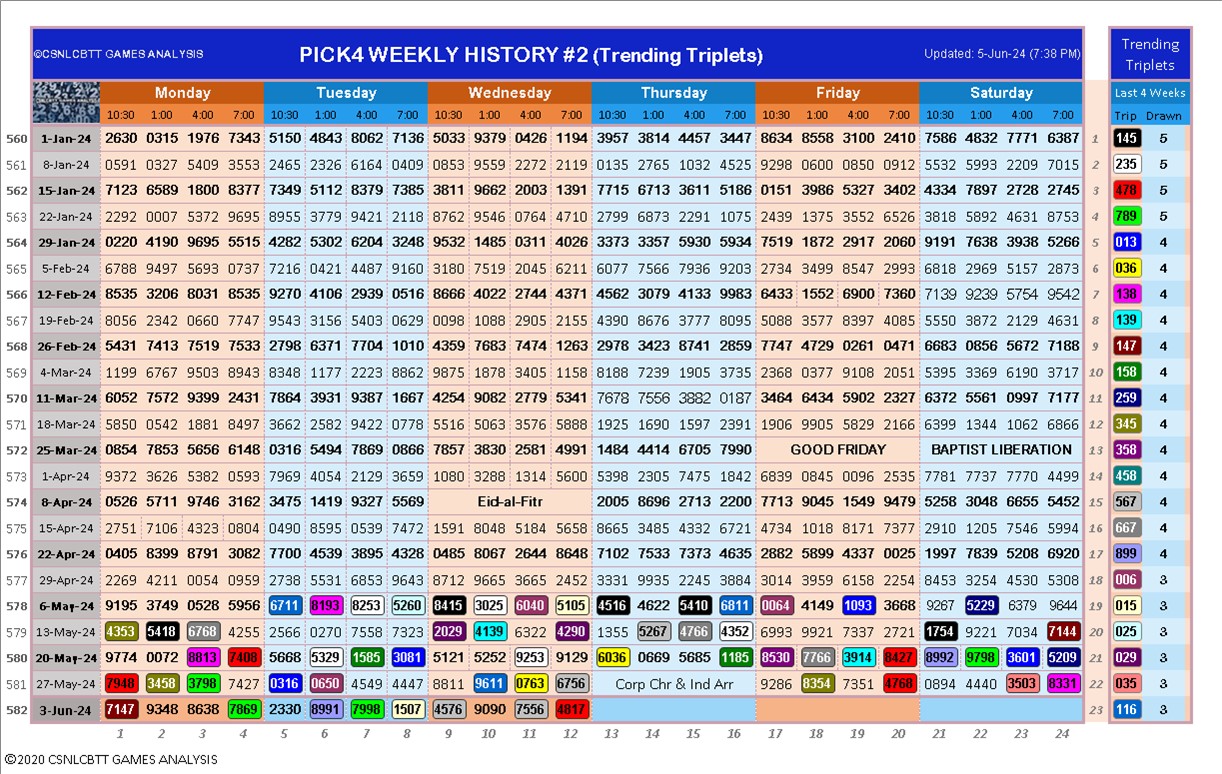 ©CSNLCBTT GAMES ANALYSIS PICK4 WEEKLY HISTORY #2 (Trending Triplets) Updated: 5-Jun-24 (7:38 PM) Trending
Triplets
Monday Tuesday Wednesday Thursday Friday Saturday Last 4 Weeks
10:30 1:00 4:00 7:00 10:30 1:00 4:00 7:00 10:30 1:00 4:00 7:00 10:30 1:00 4:00 7:00 10:30 1:00 4:00 7:00 10:30 1:00 4:00 7:00 Trip Drawn
560 1-Jan-24 2630 0315 1976 7343 5150 4843 8062 7136 5033 9379 0426 1194 3957 3814 4457 3447 8634 8558 3100 2410 7586 4832 7771 6387 1 145 5
561 8-Jan-24 0591 0327 5409 3553 2465 2326 6164 0409 8353 9559 2272 2119 0135 2765 1032 4525 9298 0600 0850 0912 5532 5993 2209 7015 2 235 5
562 15-Jan-24 7123 6589 1800 8377 7349 5112 8379 7385 3811 9662 2003 1391 7715 6713 3611 5186 0151 3986 5327 3402 4334 7897 2728 2745 3 478 5
563 22-Jan-24 2292 0007 5372 9695 8955 3779 9421 2118 8762 9546 0764 4710 2799 6873 2291 1075 2439 1375 3552 6526 3818 5892 4631 8753 4 789 5
564 29-Jan-24 0220 4190 9695 5515 4282 5302 6204 3248 9532 1485 0311 4026 3373 3357 5930 5934 7519 1872 2917 2060 9191 7638 3938 5266 5 013 4
565 5-Feb-24 6788 9497 5693 0737 7216 0421 4487 9160 3180 7519 2045 6211 6077 7566 7936 9203 2734 3499 8547 2993 6818 2969 5157 2873 6 036 4
566 12-Feb-24 8535 3206 8031 8535 9270 4106 2939 0516 8666 4022 2744 4371 4562 3079 4133 9983 6433 1552 6900 7360 7139 9239 5754 9542 7 138 4
567 19-Feb-24 8056 2342 0660 7747 9543 3156 5403 0629 6098 1088 2905 2155 4390 8676 3777 8095 5088 3577 8397 4085 5550 3872 2129 4631 8 139 4
568 26-Feb-24 5431 7413 7519 7533 2798 6371 7704 1010 4359 7683 7474 1263 2978 3423 8741 2859 7747 4729 0261 0471 6683 0856 5672 7188 9 147 4
569 4-Mar-24 1199 6767 9503 8943 8348 1177 2223 8862 9875 1878 3405 1158 8188 7239 1905 3735 2368 0377 9108 2051 5395 3369 6190 3717 10 158 4
570 11-Mar-24 6052 7572 9399 2431 7864 3931 9387 1667 4254 9082 2779 5341 7678 7556 3882 0187 3464 6434 5902 2327 6372 5561 0997 7177 11 259 4
571 18-Mar-24 5850 0542 1881 8497 3662 2582 9422 0775 5516 5063 3576 5888 1925 1690 1597 2391 1906 9905 5829 2166 6399 1344 1062 6866 12 345 4
572 25-Mar-24 0854 7853 5656 6148 0316 5494 7869 0866 7857 3830 2581 4991 1484 4414 6705 7990 GOOD FRIDAY BAPTIST LIBERATION 13 358 4
573 1-Apr-24 9372 3626 5382 0593 7969 4054 2129 3659 1080 3288 1314 5600 5398 2305 7475 1842 6839 0845 0096 2535 7781 7737 7770 4499 14 458 4
574 8-Apr-24 0526 5711 9746 3162 3475 1419 9327 5569 Eid-al-Fitr 2005 8696 2713 2200 7713 9045 1549 9479 5258 3048 6655 5452 15 567 4
575 15-Apr-24 2751 7106 4323 0804 0490 8595 0539 7472 1591 8048 5184 5658 8665 3485 4332 6721 4734 1018 8171 7377 2910 1205 7546 5994 16 667 4
576 22-Apr-24 0405 8399 8791 3082 7700 4539 3895 4328 0485 8067 2644 8648 7102 7533 7373 4635 2882 5899 4337 0025 1997 7839 5208 6920 17 899 4
577 29-Apr-24 2269 4211 0054 0959 2738 5531 6853 9643 8712 9665 3665 2452 3331 9935 2245 3884 3014 3959 6158 2254 8453 3254 4530 5308 18 006 3
578 6-May-24 9195 3749 0528 5956 6711 8193 8253 5260 8415 3025 6040 5105 4516 4622 5410 6811 0064 4149 1093 3668 9267 5229 6379 9644 19 015 3
579 13-May-24 4353 5418 6768 4255 2566 0270 7558 7323 2029 4139 6322 4290 1355 5267 4766 4352 6993 9921 7337 2721 1754 9221 7034 7144 20 025 3
580 20-May-24 9774 0072 8813 7408 5668 5329 1585 3081 5121 5252 9253 9129 6036 0669 5685 1185 8530 7766 3914 8427 8992 9798 3601 5209 21 029 3
581 27-May-24 7948 3458 3798 7427 0316 0650 4549 4447 8811 9611 0763 6756 Corp Chr & Ind Arr 9286 8354 7351 4768 0894 4440 3503 8331 22 035 3
582 3-Jun-24 7147 9348 8638 7869 2330 8991 7998 1507 4576 9090 7556 4817 23 116 3
1 2 3 4 5 6 7 8 9 10 11 12 13 14 15 16 17 18 19 20 21 22 23 24
©2020 CSNLCBTT GAMES ANALYSIS